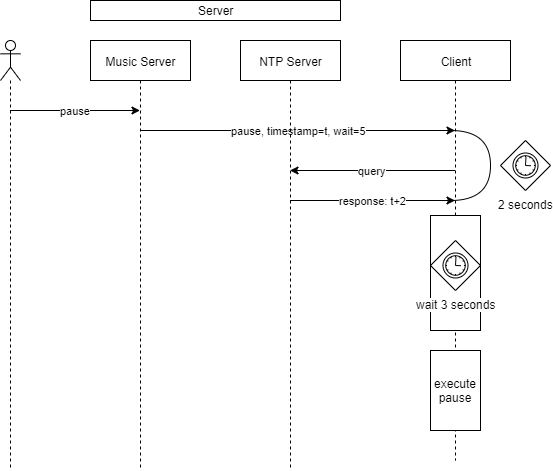 Server
Music Server
NTP Server
Client
pause
pause, timestamp=t, wait=5
query
response: t+2
2 seconds
wait 3 seconds
execute
pause